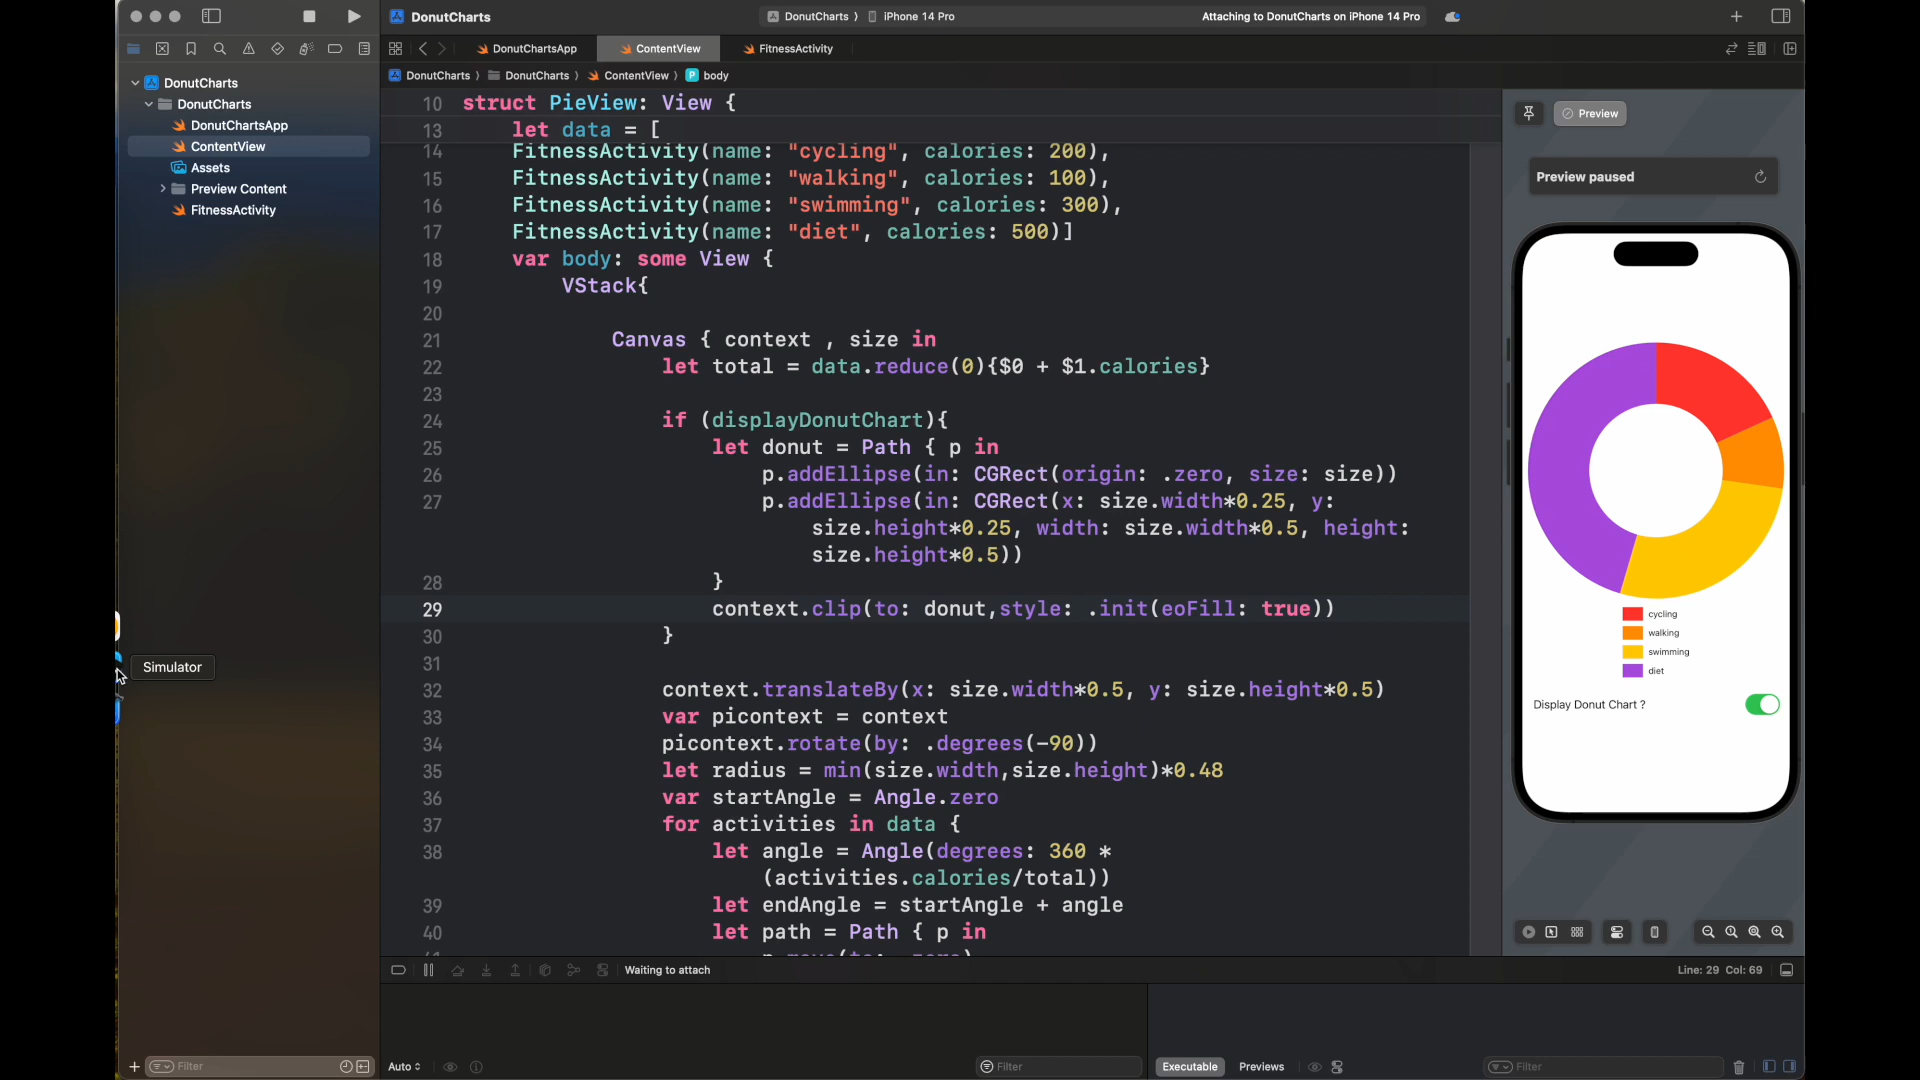 DonutCharts
DonutCharts
iPhone 14 Pro
Attaching to DonutCharts on iPhone 14 Pro
DonutChartsApp
ContentView
FitnessActivity
DonutCharts
DonutCharts
ContentView
body
DonutCharts
DonutCharts
DonutChartsApp
ContentView
Assets
Preview Content
FitnessActivity
10 struct PieView: View {
13 let data = [
14 FitnessActivity(name: "cycling", calories: 200),
15 FitnessActivity(name: "walking", calories: 100),
16 FitnessActivity(name: "swimming", calories: 300),
17 FitnessActivity(name: "diet", calories: 500)]
18 var body: some View {
19 VStack{
20
21 Canvas { context , size in
22 let total = data.reduce(0){$0 + $1.calories}
23
24 if (displayDonutChart){
25 let donut = Path { p in
26 p.addEllipse(in: CGRect(origin: .zero, size: size))
27 p.addEllipse(in: CGRect(x: size.width*0.25, y:
size.height*0.25, width: size.width*0.5, height:
size.height*0.5))
28 }
29 context.clip(to: donut,style: .init(eoFill: true))
30 }
31
32 context.translateBy(x: size.width*0.5, y: size.height*0.5)
33 var picontext = context
34 picontext.rotate(by: .degrees(-90))
35 let radius = min(size.width,size.height)*0.48
36 var startAngle = Angle.zero
37 for activities in data {
38 let angle = Angle(degrees: 360 *
(activities.calories/total))
39 let endAngle = startAngle + angle
40 let path = Path { p in
Preview
Preview paused
cycling
walking
swimming
diet
Display Donut Chart ?
Simulator
Waiting to attach
Line: 29 Col: 69
Filter
Auto
Filter
Executable
Previews
Filter